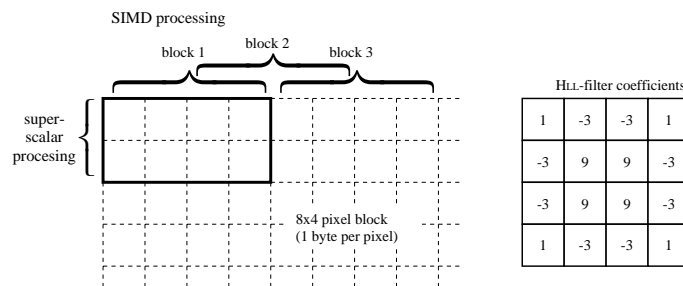 SIMD processing
block 1
block 2
block 3
super-
scalar
procesing
8x4 pixel block
(1 byte per pixel)
HLL-filter coefficients
1 -3 -3 1
-3 9 9 -3
-3 9 9 -3
1 -3 -3 1